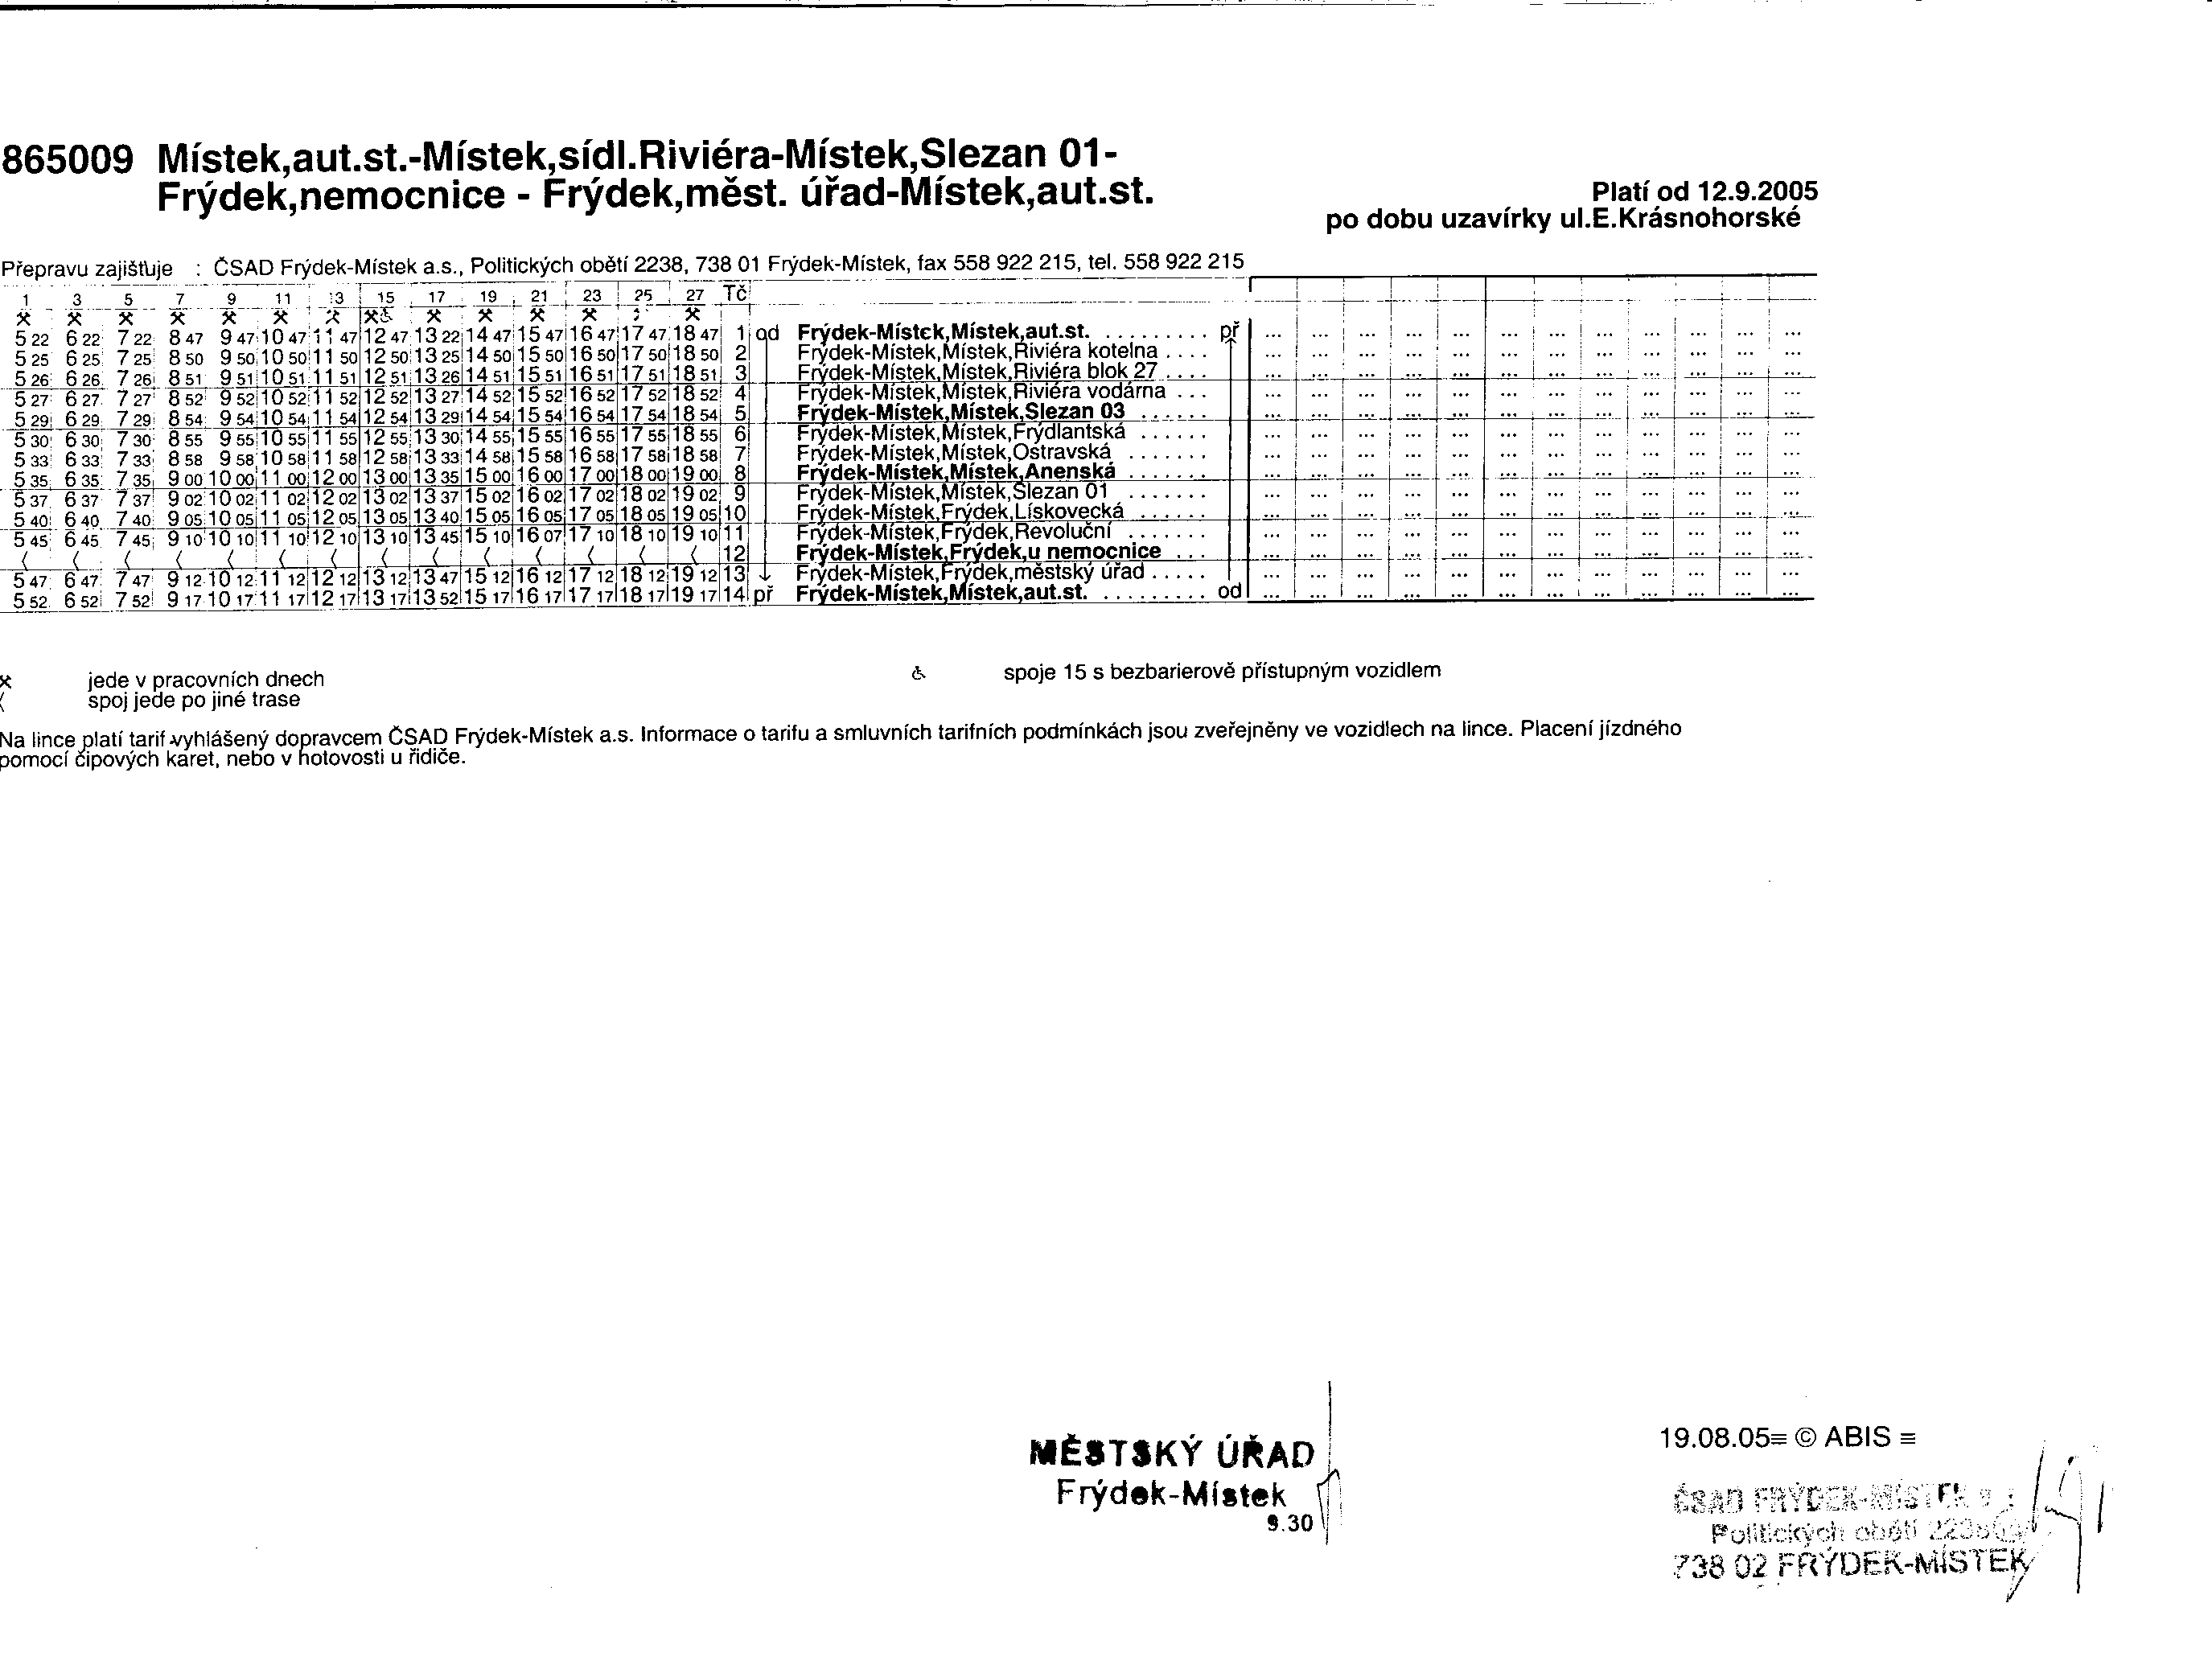 865009 Místek,aut.st.-Místek,sídl.Riviéra-Místek,Slezan 01-
Frýdek,nemocnice - Frýdek,měst. úřad-Místek,aut.st.
Platí od 12.9.2005
po dobu uzavírky ul.E.Krásnohorské
Přepravu zajišťuje : ČSAD Frýdek-Místek a.s., Politických obětí 2238, 738 01 Frýdek-Místek, fax 558 922 215, tel. 558 922 215
1 3 5 7 9 11 13 15 17 19 21 23 25 27 Tč
5 22 6 22 7 22 8 47 9 47 10 47 11 47 12 47 13 22 14 47 15 47 16 47 17 47 18 47 1 od Frýdek-Místek,Místek,aut.st. .......... př ... ... ... ... ... ... ... ... ... ... ... ...
5 25 6 25 7 25 8 50 9 50 10 50 11 50 12 50 13 25 14 50 15 50 16 50 17 50 18 50 2 Frýdek-Místek,Místek,Riviéra kotelna .... ... ... ... ... ... ... ... ... ... ... ... ...
5 26 6 26 7 26 8 51 9 51 10 51 11 51 12 51 13 26 14 51 15 51 16 51 17 51 18 51 3 Frýdek-Místek,Místek,Riviéra blok 27 .... ... ... ... ... ... ... ... ... ... ... ... ...
5 27 6 27 7 27 8 52 9 52 10 52 11 52 12 52 13 27 14 52 15 52 16 52 17 52 18 52 4 Frýdek-Místek,Místek,Riviéra vodárna ... ... ... ... ... ... ... ... ... ... ... ... ...
5 29 6 29 7 29 8 54 9 54 10 54 11 54 12 54 13 29 14 54 15 54 16 54 17 54 18 54 5 Frýdek-Místek,Místek,Slezan 03 ...... ... ... ... ... ... ... ... ... ... ... ... ...
5 30 6 30 7 30 8 55 9 55 10 55 11 55 12 55 13 30 14 55 15 55 16 55 17 55 18 55 6 Frýdek-Místek,Místek,Frýdlantská ...... ... ... ... ... ... ... ... ... ... ... ... ...
5 33 6 33 7 33 8 58 9 58 10 58 11 58 12 58 13 33 14 58 15 58 16 58 17 58 18 58 7 Frýdek-Místek,Místek,Ostravská ....... ... ... ... ... ... ... ... ... ... ... ... ...
5 35 6 35 7 35 9 00 10 00 11 00 12 00 13 00 13 35 15 00 16 00 17 00 18 00 19 00 8 Frýdek-Místek,Místek,Anenská ....... ... ... ... ... ... ... ... ... ... ... ... ...
5 37 6 37 7 37 9 02 10 02 11 02 12 02 13 02 13 37 15 02 16 02 17 02 18 02 19 02 9 Frýdek-Místek,Místek,Slezan 01 ....... ... ... ... ... ... ... ... ... ... ... ... ...
5 40 6 40 7 40 9 05 10 05 11 05 12 05 13 05 13 40 15 05 16 05 17 05 18 05 19 05 10 Frýdek-Místek,Frýdek,Lískovecká ...... ... ... ... ... ... ... ... ... ... ... ... ...
5 45 6 45 7 45 9 10 10 10 11 10 12 10 13 10 13 45 15 10 16 07 17 10 18 10 19 10 11 Frýdek-Místek,Frýdek,Revoluční ....... ... ... ... ... ... ... ... ... ... ... ... ...
⟨ ⟨ ⟨ ⟨ ⟨ ⟨ ⟨ ⟨ ⟨ ⟨ ⟨ ⟨ ⟨ ⟨ 12 Frýdek-Místek,Frýdek,u nemocnice ... ... ... ... ... ... ... ... ... ... ... ... ...
5 47 6 47 7 47 9 12 10 12 11 12 12 12 13 12 13 47 15 12 16 12 17 12 18 12 19 12 13 Frýdek-Místek,Frýdek,městský úřad ..... ... ... ... ... ... ... ... ... ... ... ... ...
5 52 6 52 7 52 9 17 10 17 11 17 12 17 13 17 13 52 15 17 16 17 17 17 18 17 19 17 14 př Frýdek-Místek,Místek,aut.st. ......... od ... ... ... ... ... ... ... ... ... ... ... ...
jede v pracovních dnech
spoj jede po jiné trase
spoje 15 s bezbarierově přístupným vozidlem
Na lince platí tarif vyhlášený dopravcem ČSAD Frýdek-Místek a.s. Informace o tarifu a smluvních tarifních podmínkách jsou zveřejněny ve vozidlech na lince. Placení jízdného
pomocí čipových karet, nebo v hotovosti u řidiče.
MĚSTSKÝ ÚŘAD
Frýdek-Místek
9.30
19.08.05≡ © ABIS ≡
ČSAD FRÝDEK-MÍSTEK
Politických obětí
738 02 FRÝDEK-MÍSTEK